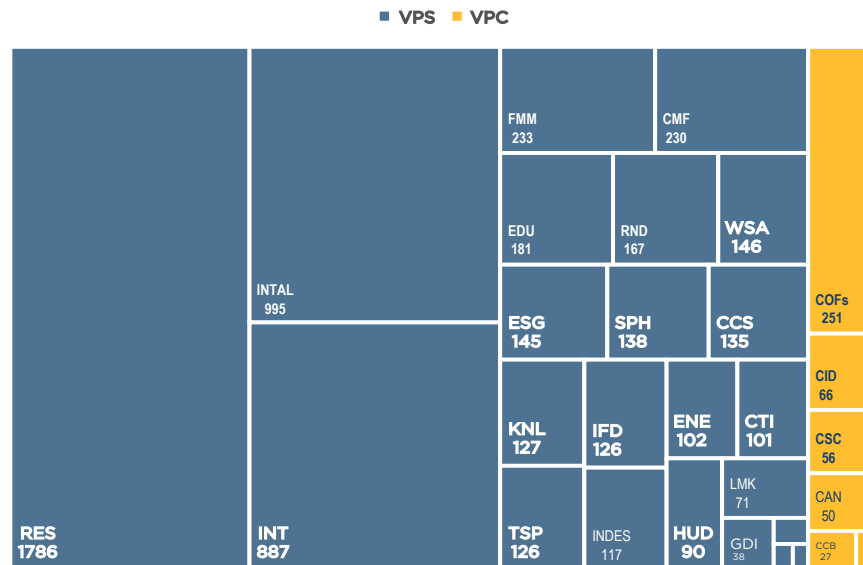 VPS VPC
FMM
233
CMF
230
EDU
181
RND
167
WSA
146
INTAL
995
COFs
251
ESG
145
SPH
138
CCS
135
CID
66
KNL
127
IFD
126
ENE
102
CTI
101
CSC
56
LMK
71
CAN
50
RES
1786
INT
887
TSP
126
INDES
117
HUD
90
GDI
38
CCB
27